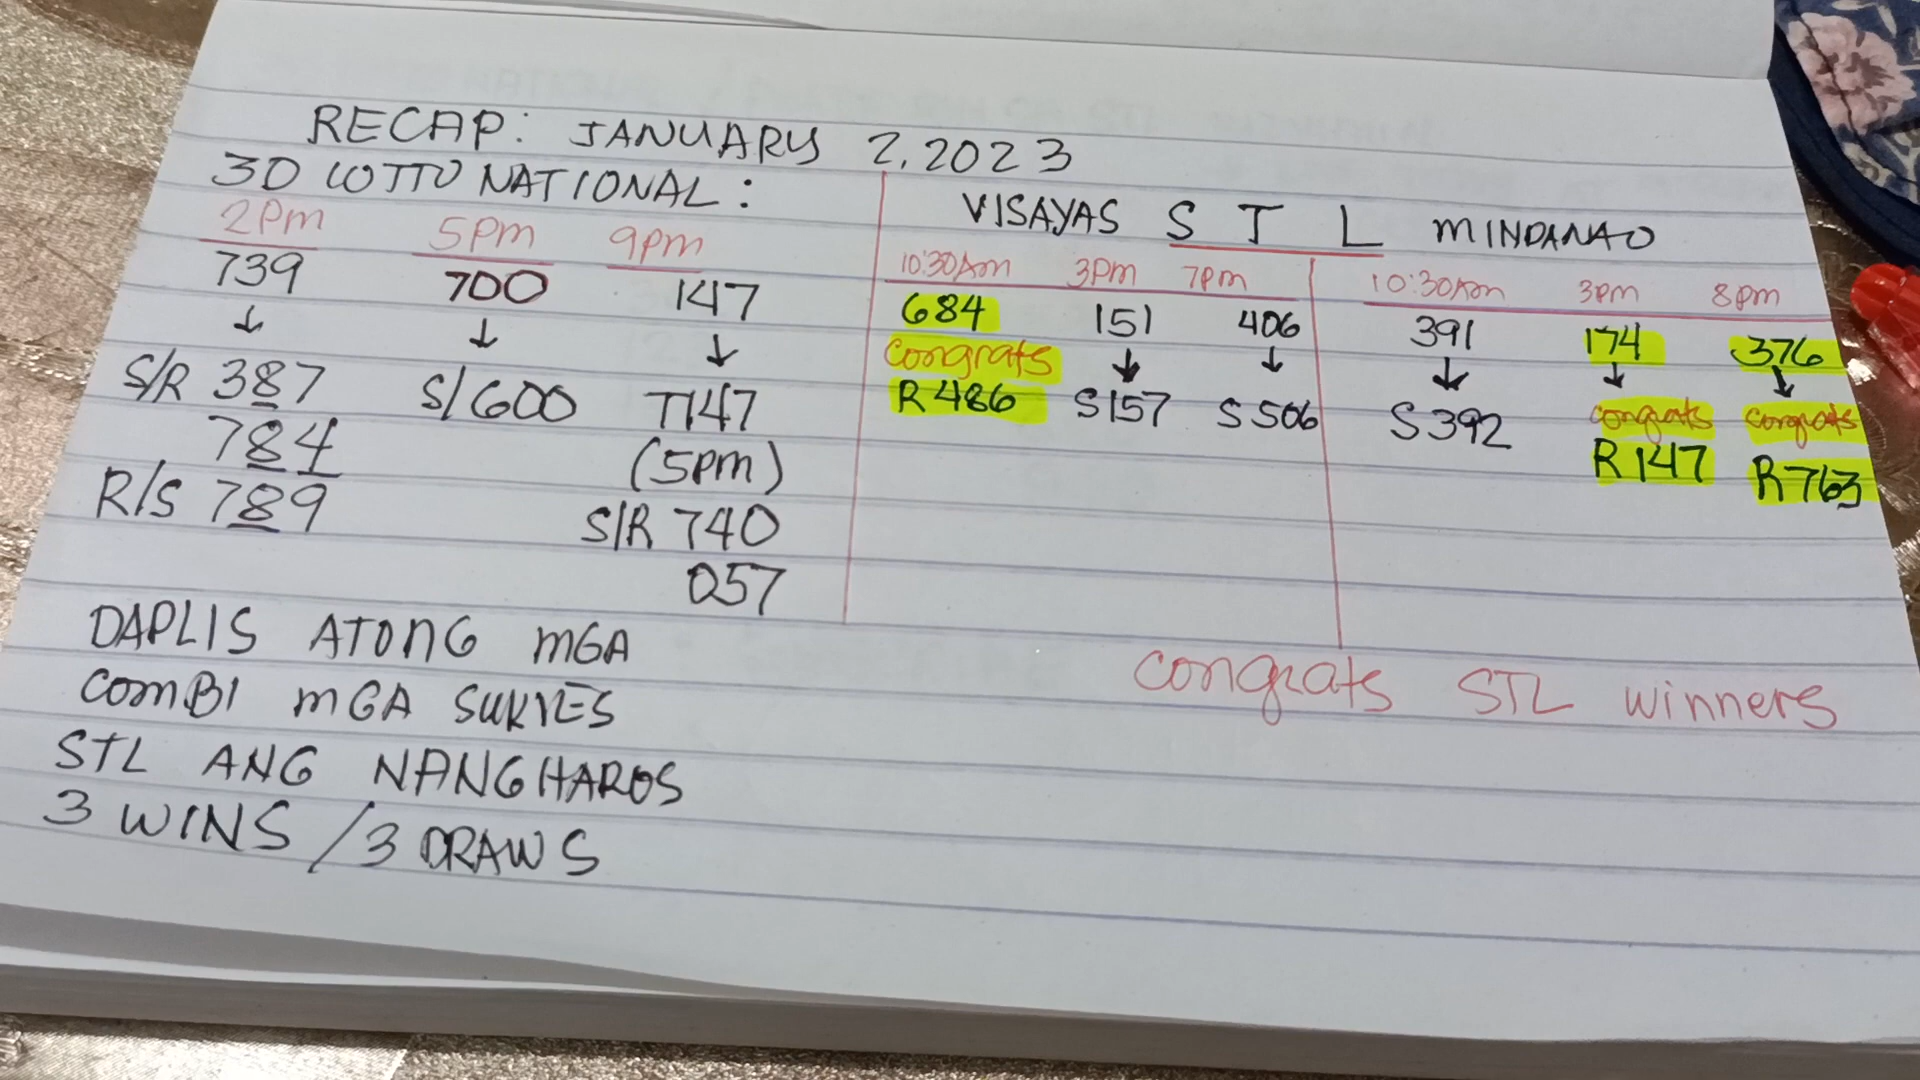 RECAP: JANUARY 2, 2023
3D LOTTO NATIONAL:
2pm 5pm 9pm
739 700 147
S/R 387 S/600 T147
784 (5pm)
R/S 789 S/R 740
057
VISAYAS S T L MINDANAO
10:30Am 3pm 7pm 10:30Am 3pm 8pm
684 151 406 391 174 376
congrats congrats congrats
R486 S157 S506 S392 R147 R763
DAPLIS ATONG MGA
COMBI MGA SUKIES
STL ANG NANGHAROS
3 WINS / 3 DRAWS
congrats STL winners